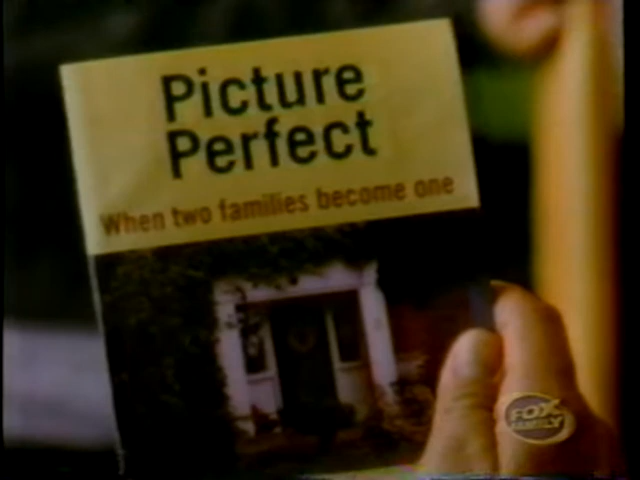 Picture
Perfect
When two families become one
FOX
FAMILY